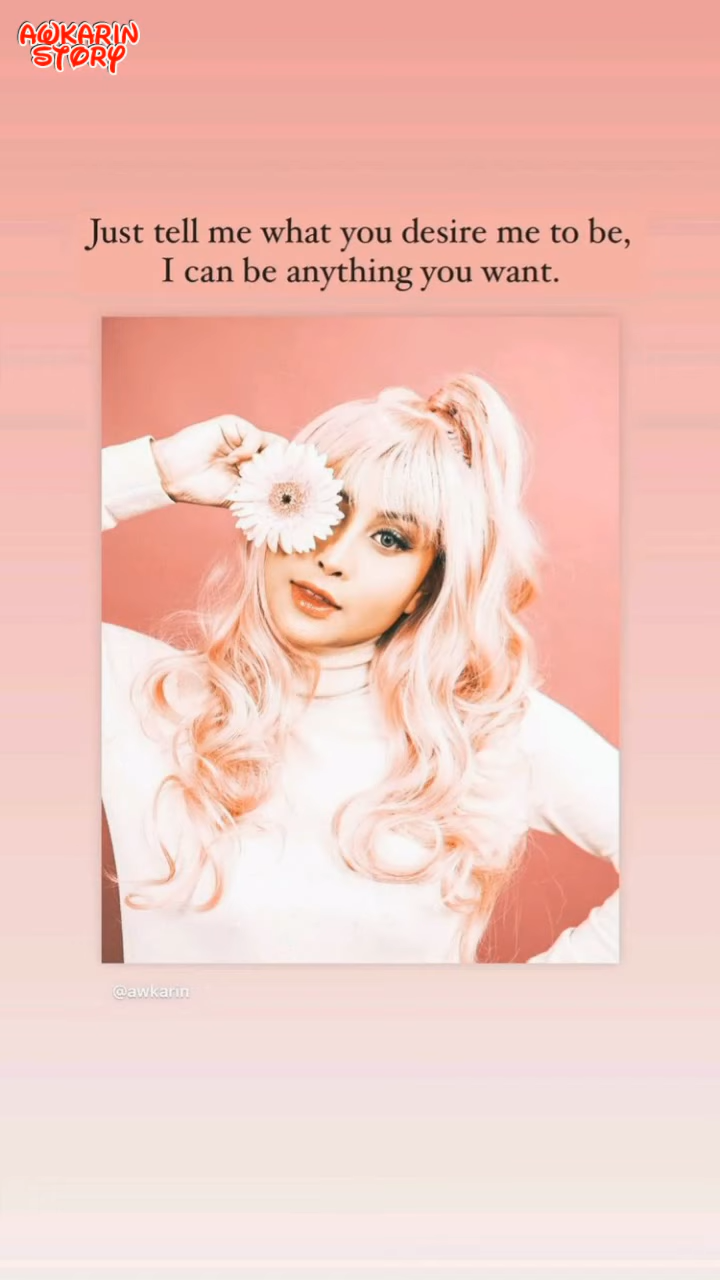 AWKARIN
STORY
Just tell me what you desire me to be,
I can be anything you want.
@awkarin